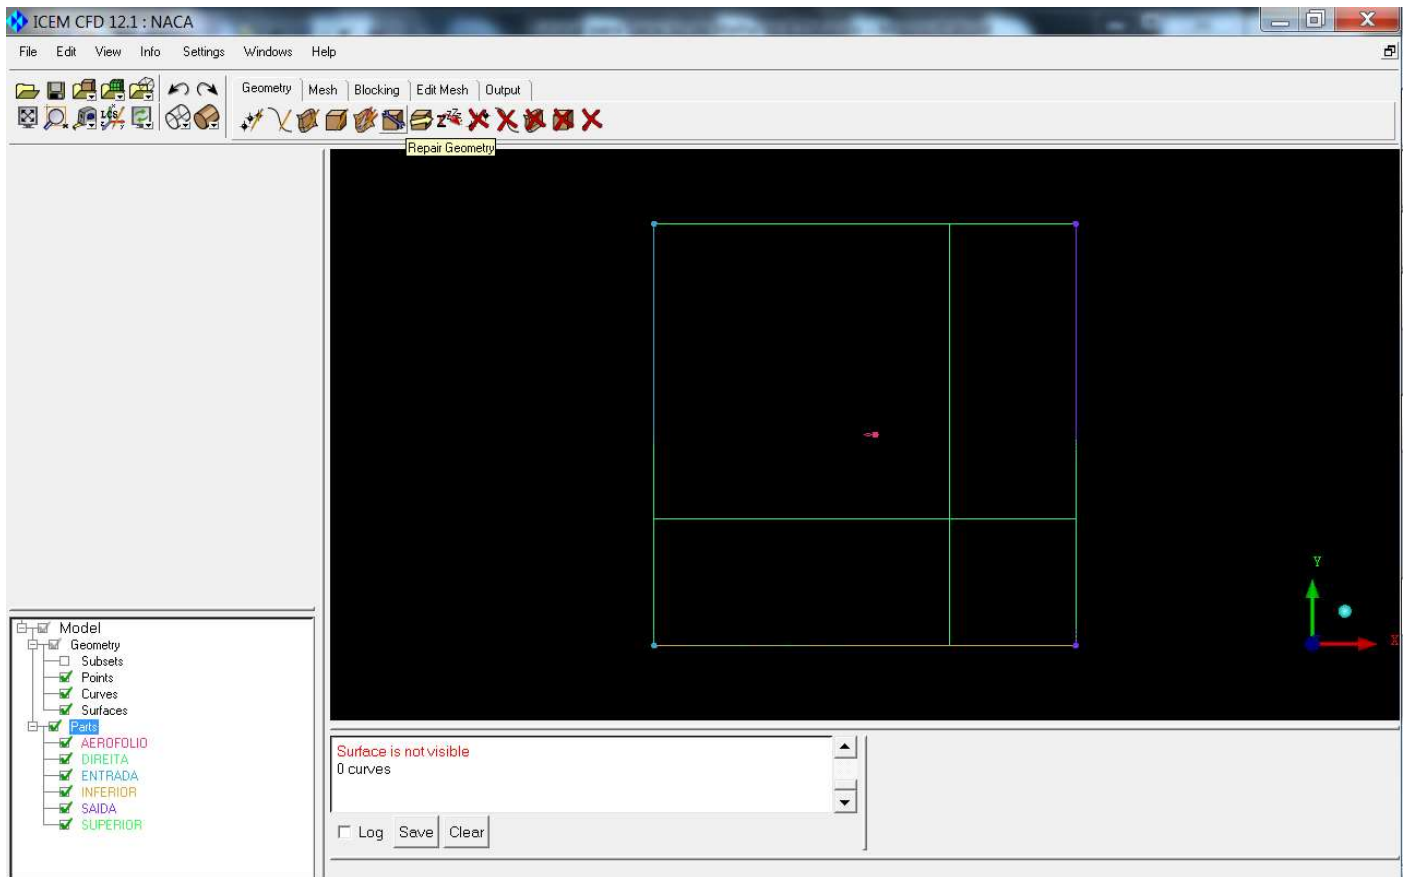 ICEM CFD 12.1 : NACA
File Edit View Info Settings Windows Help
Geometry Mesh Blocking Edit Mesh Output
Repair Geometry
Y
X
Model
Geometry
Subsets
Points
Curves
Surfaces
Parts
AEROFOLIO
DIREITA
ENTRADA
INFERIOR
SAIDA
SUPERIOR
Surface is not visible
0 curves
Log Save Clear